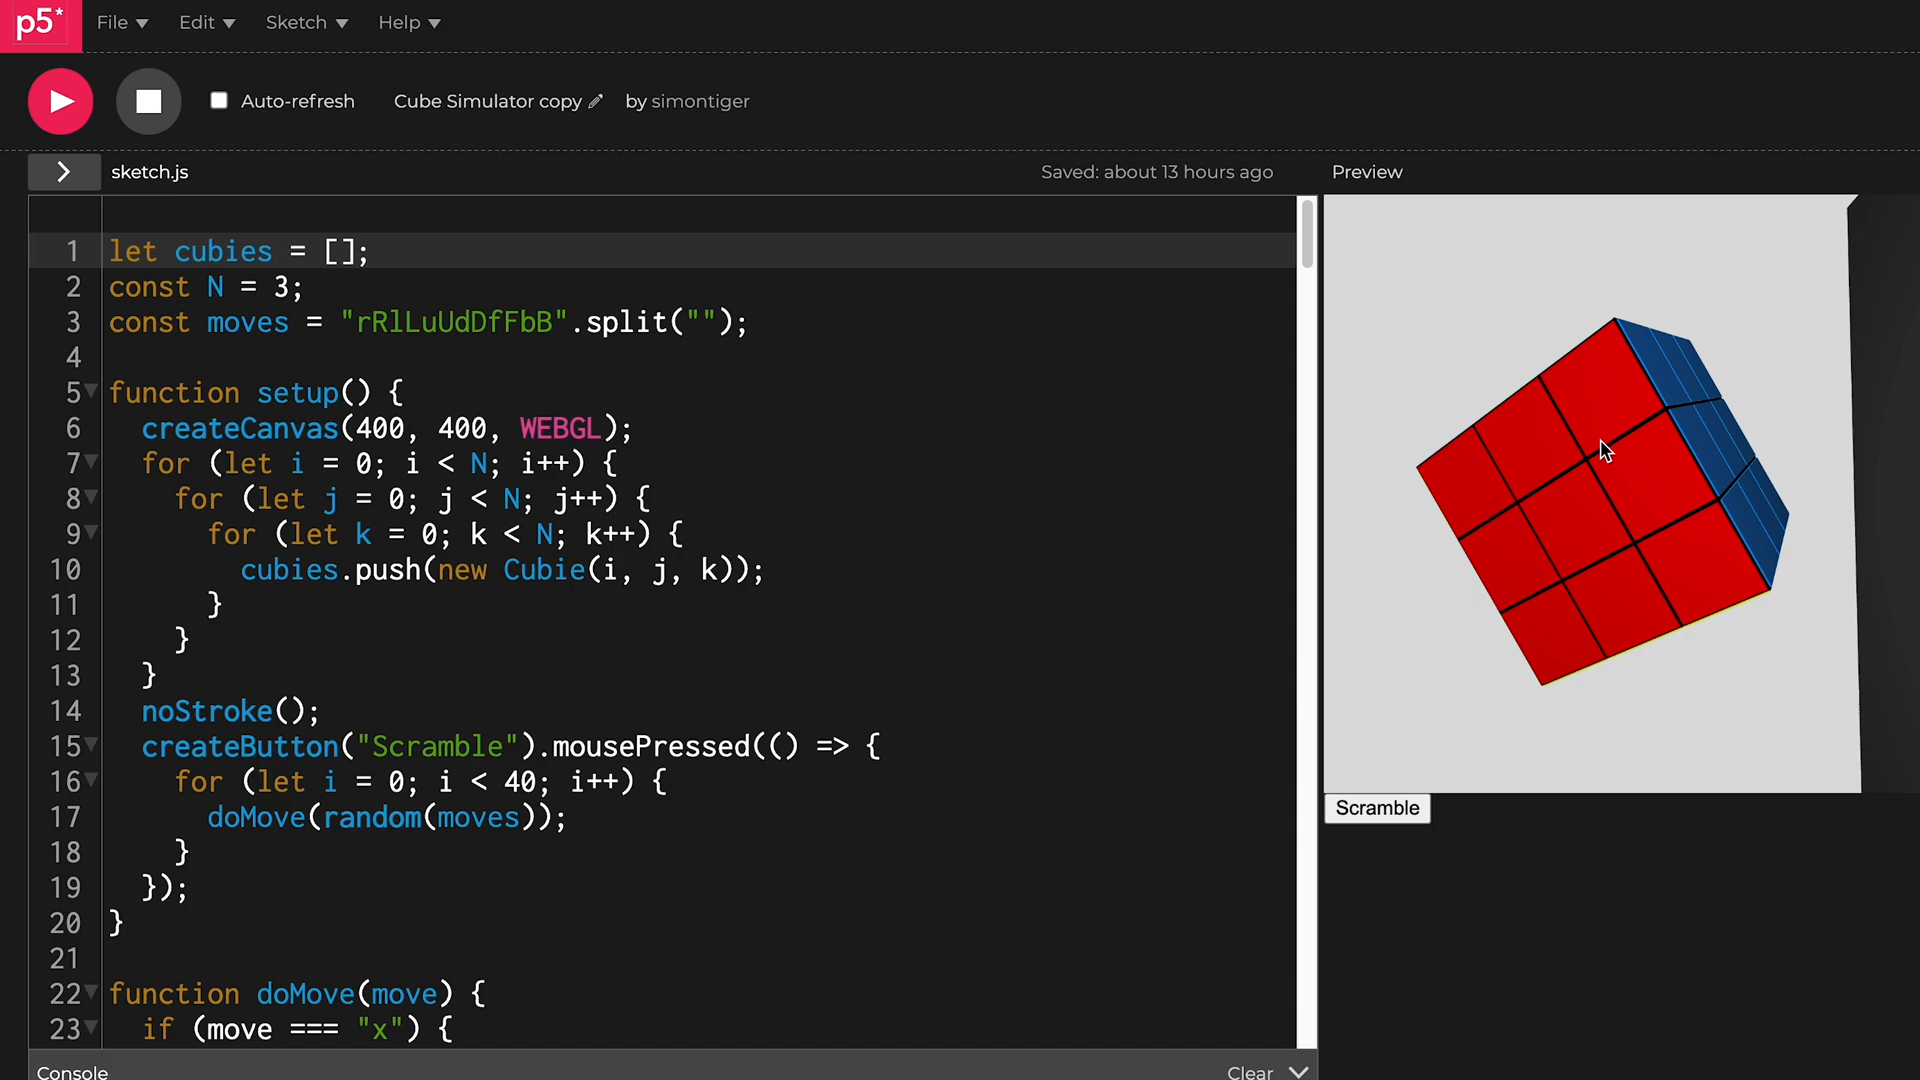 p5* File Edit Sketch Help
Auto-refresh Cube Simulator copy by simontiger
sketch.js Saved: about 13 hours ago Preview
1 let cubies = [];
2 const N = 3;
3 const moves = "rRlLuUdDfFbB".split("");
4
5 function setup() {
6 createCanvas(400, 400, WEBGL);
7 for (let i = 0; i < N; i++) {
8 for (let j = 0; j < N; j++) {
9 for (let k = 0; k < N; k++) {
10 cubies.push(new Cubie(i, j, k));
11 }
12 }
13 }
14 noStroke();
15 createButton("Scramble").mousePressed(() => {
16 for (let i = 0; i < 40; i++) {
17 doMove(random(moves));
18 }
19 });
20 }
21
22 function doMove(move) {
23 if (move === "x") {
Scramble
Console Clear